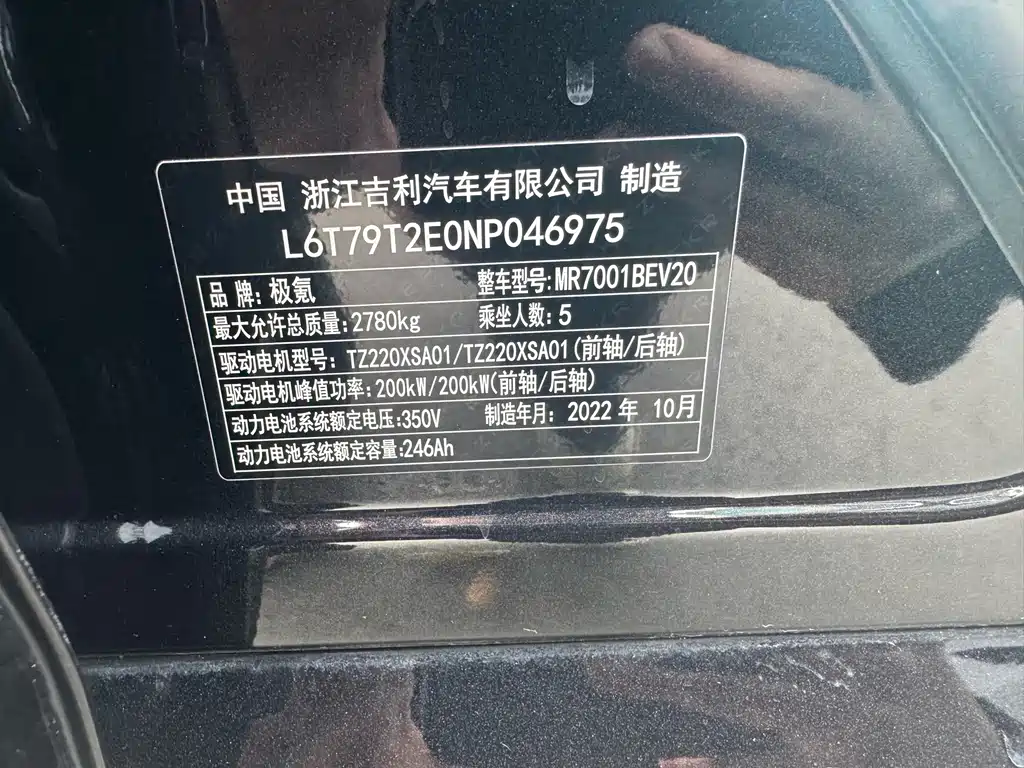 中国 浙江吉利汽车有限公司 制造
L6T79T2E0NP046975
品 牌: 极氪 整车型号: MR7001BEV20
最大允许总质量: 2780kg 乘坐人数: 5
驱动电机型号: TZ220XSA01/TZ220XSA01 (前轴/后轴)
驱动电机峰值功率: 200kW/200kW(前轴/后轴)
动力电池系统额定电压: 350V 制造年月: 2022 年 10月
动力电池系统额定容量: 246Ah